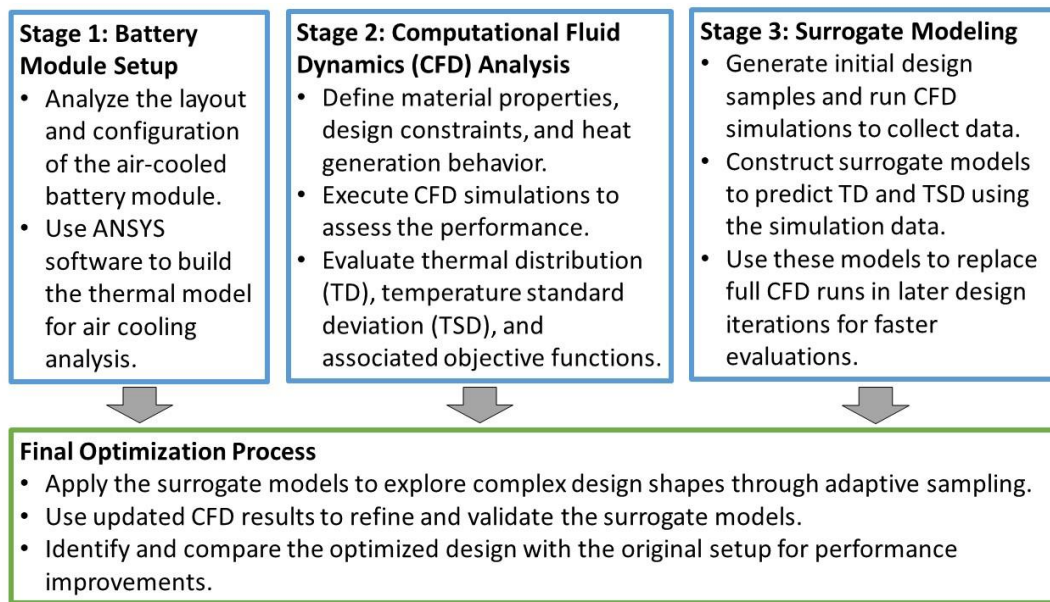 Stage 1: Battery
Module Setup
• Analyze the layout
and configuration
of the air-cooled
battery module.
• Use ANSYS
software to build
the thermal model
for air cooling
analysis.
Stage 2: Computational Fluid
Dynamics (CFD) Analysis
• Define material properties,
design constraints, and heat
generation behavior.
• Execute CFD simulations to
assess the performance.
• Evaluate thermal distribution
(TD), temperature standard
deviation (TSD), and
associated objective functions.
Stage 3: Surrogate Modeling
• Generate initial design
samples and run CFD
simulations to collect data.
• Construct surrogate models
to predict TD and TSD using
the simulation data.
• Use these models to replace
full CFD runs in later design
iterations for faster
evaluations.
Final Optimization Process
• Apply the surrogate models to explore complex design shapes through adaptive sampling.
• Use updated CFD results to refine and validate the surrogate models.
• Identify and compare the optimized design with the original setup for performance
improvements.